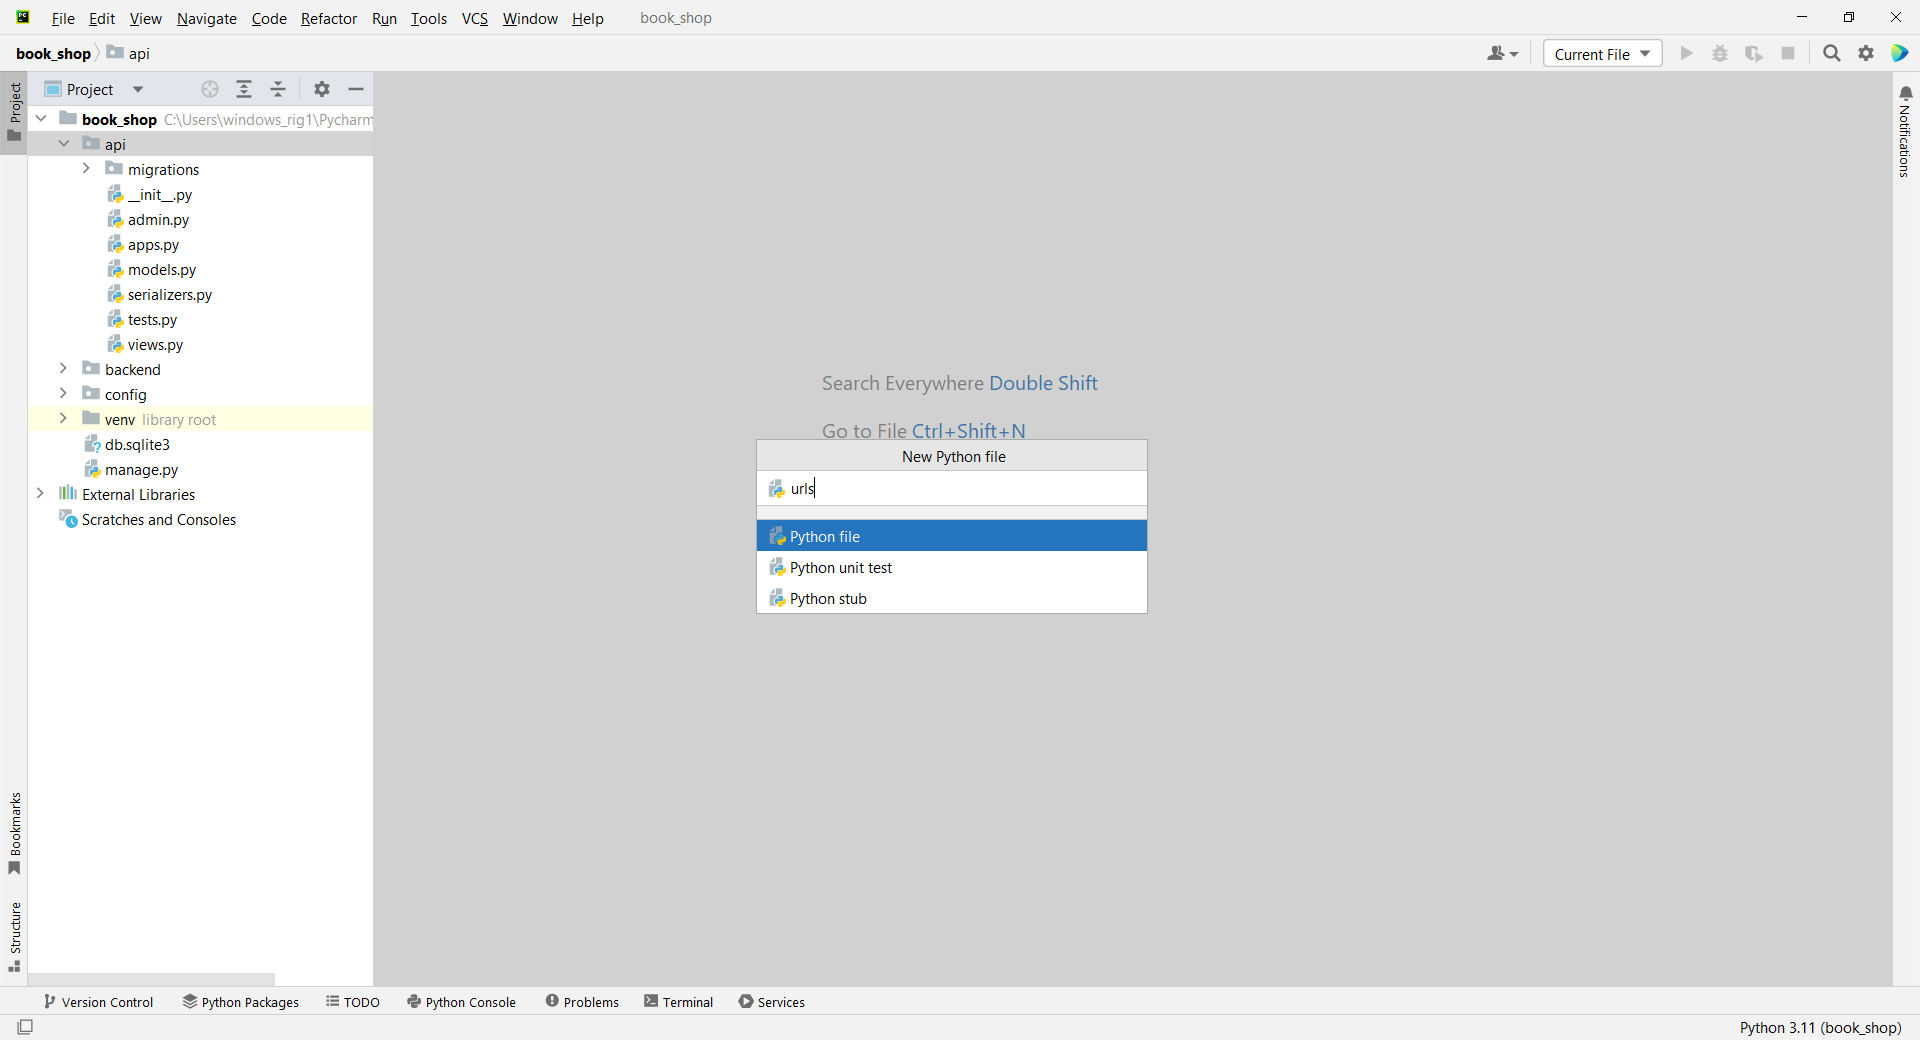 File Edit View Navigate Code Refactor Run Tools VCS Window Help book_shop
book_shop api
Current File
Project
Project
book_shop C:\Users\windows_rig1\Pycharm
api
migrations
__init__.py
admin.py
apps.py
models.py
serializers.py
tests.py
views.py
backend
config
venv library root
db.sqlite3
manage.py
External Libraries
Scratches and Consoles
Search Everywhere Double Shift
Go to File Ctrl+Shift+N
New Python file
urls
Python file
Python unit test
Python stub
Notifications
Bookmarks
Structure
Version Control Python Packages TODO Python Console Problems Terminal Services
Python 3.11 (book_shop)